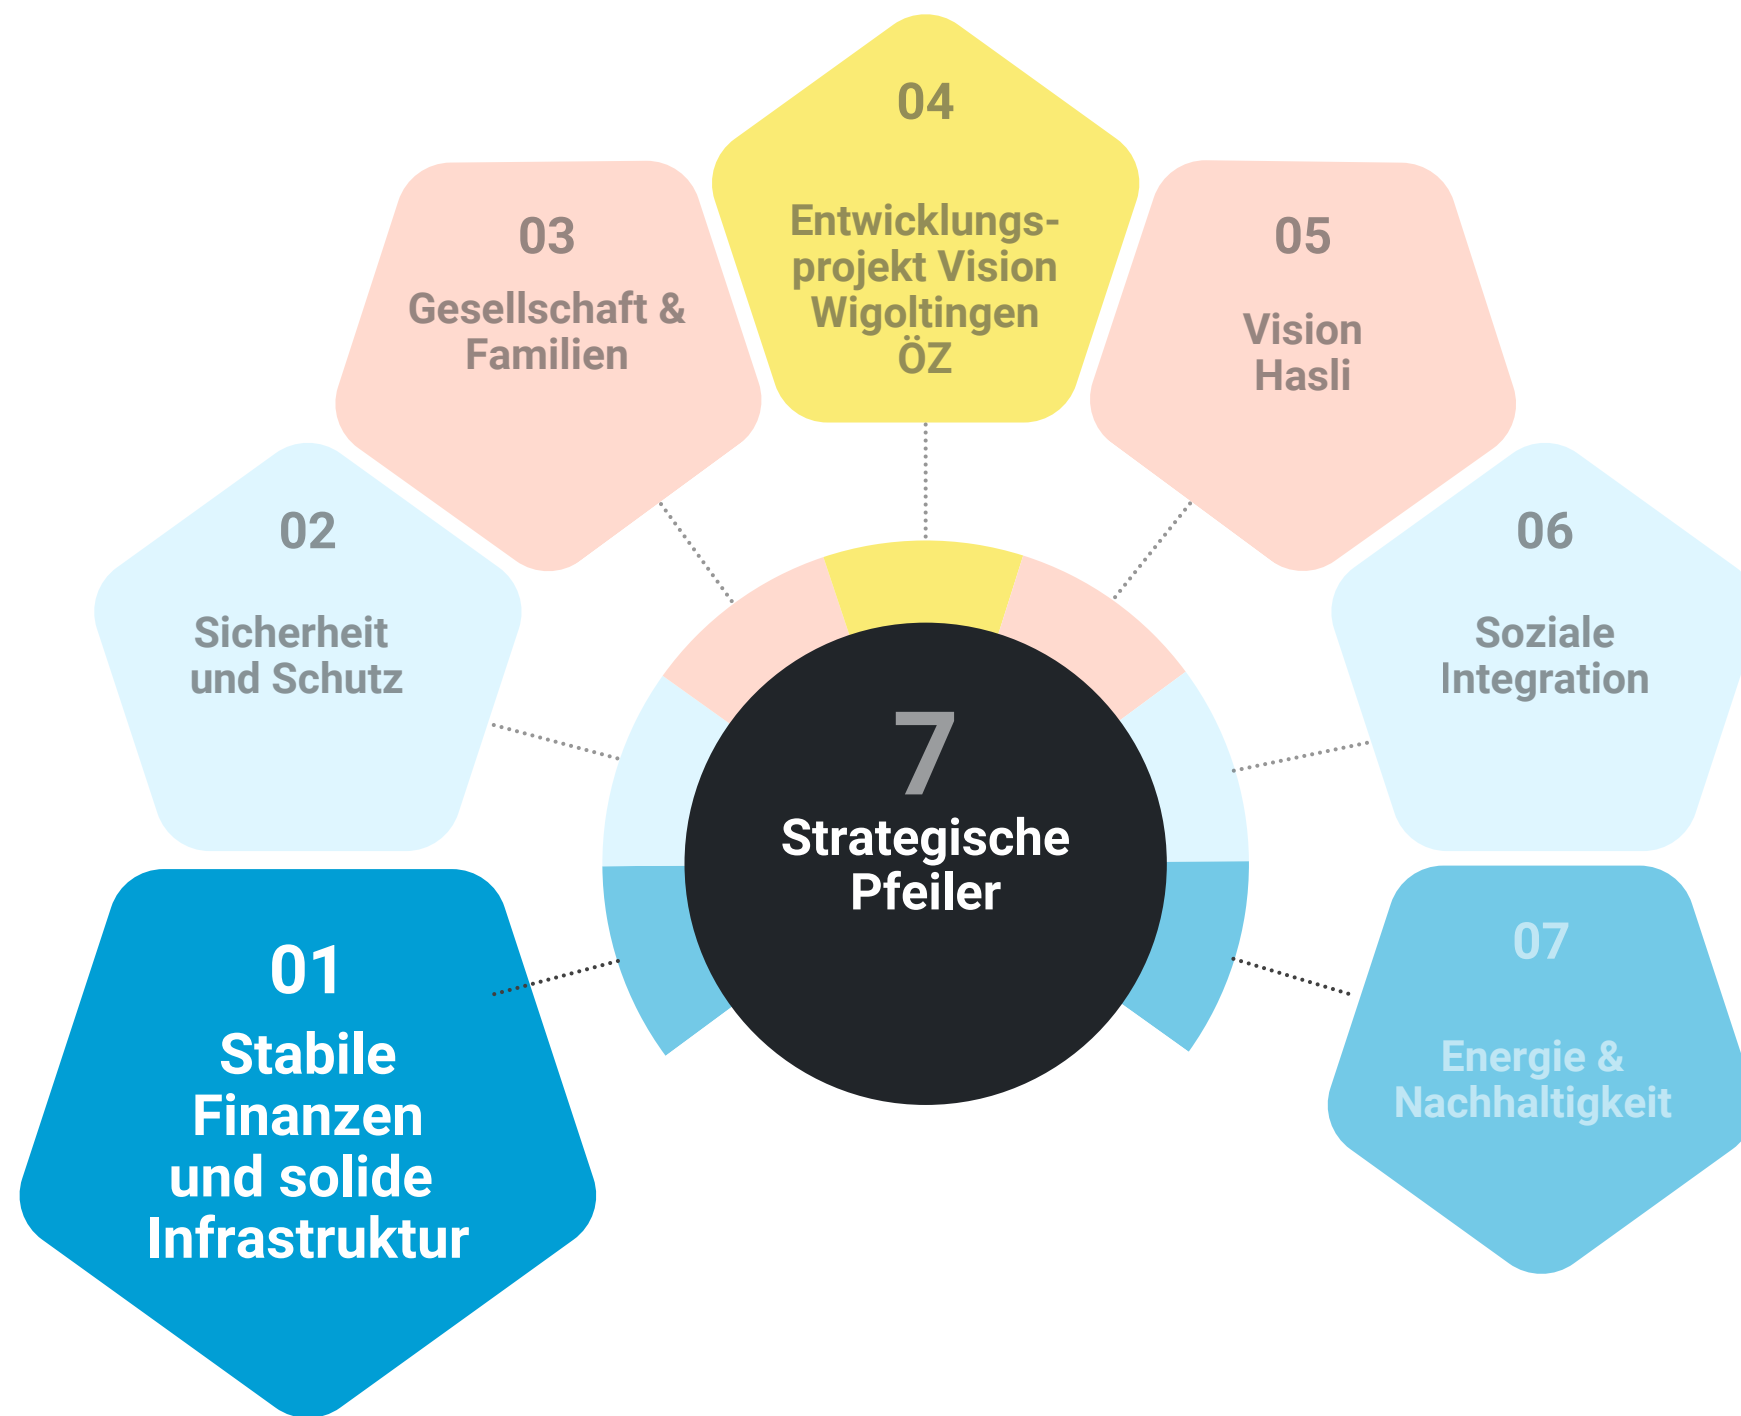 04
Entwicklungs-
projekt Vision
Wigoltingen
ÖZ
03
Gesellschaft &
Familien
05
Vision
Hasli
02
Sicherheit
und Schutz
06
Soziale
Integration
7
Strategische
Pfeiler
01
Stabile
Finanzen
und solide
Infrastruktur
07
Energie &
Nachhaltigkeit